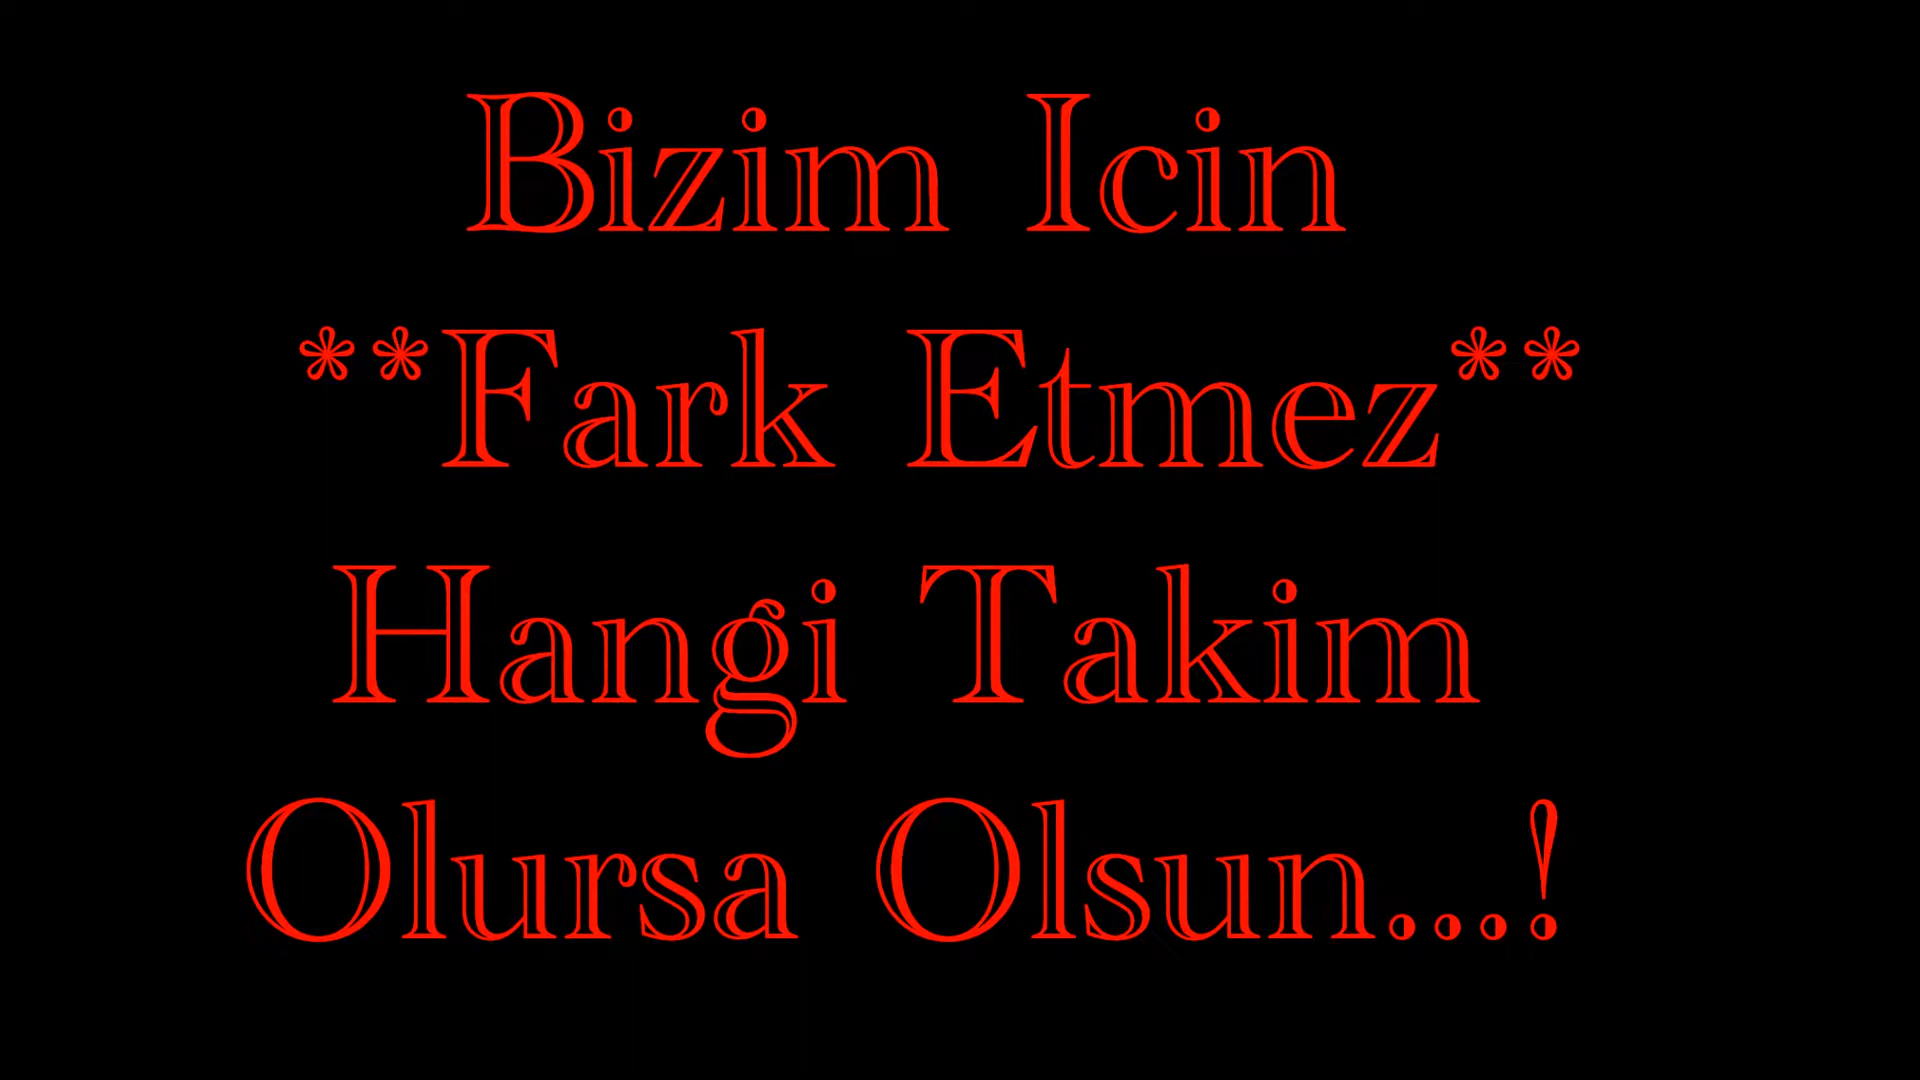 Bizim Icin
**Fark Etmez**
Hangi Takim
Olursa Olsun...!